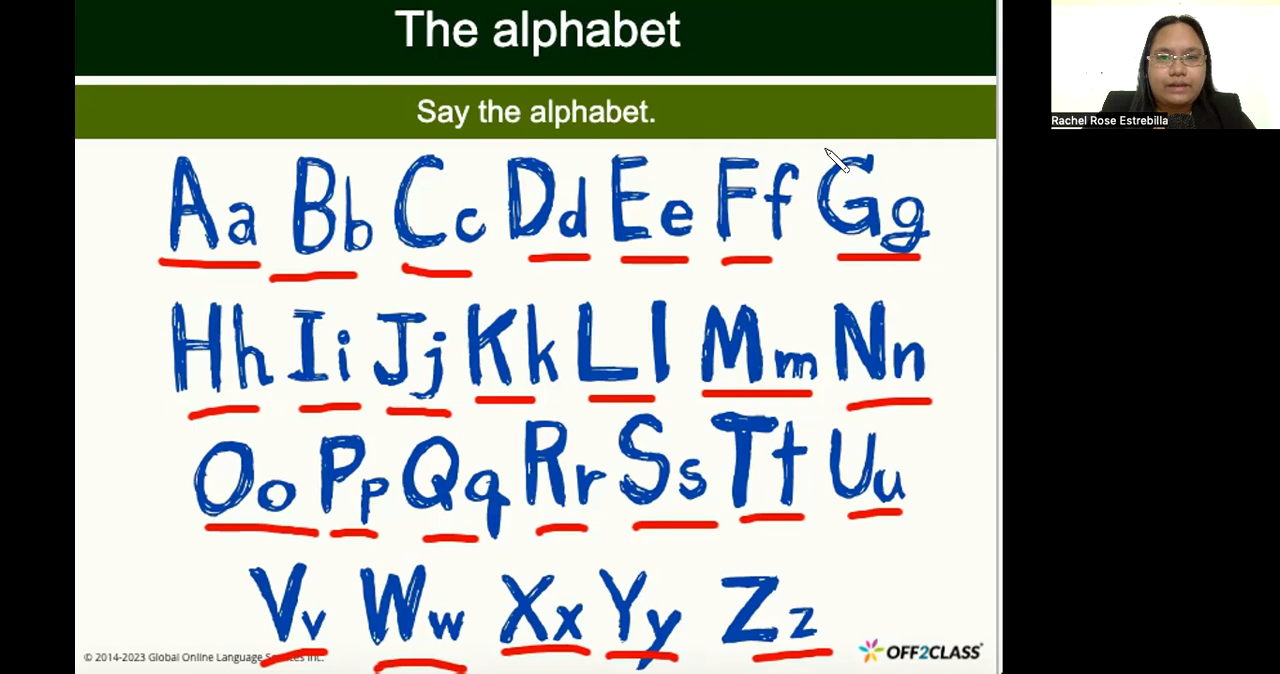 The alphabet
Say the alphabet.
Aa Bb Cc Dd Ee Ff Gg
Hh Ii Jj Kk Ll Mm Nn
Oo Pp Qq Rr Ss Tt Uu
Vv Ww Xx Yy Zz
© 2014-2023 Global Online Language Services Inc.
OFF2CLASS
Rachel Rose Estrebilla